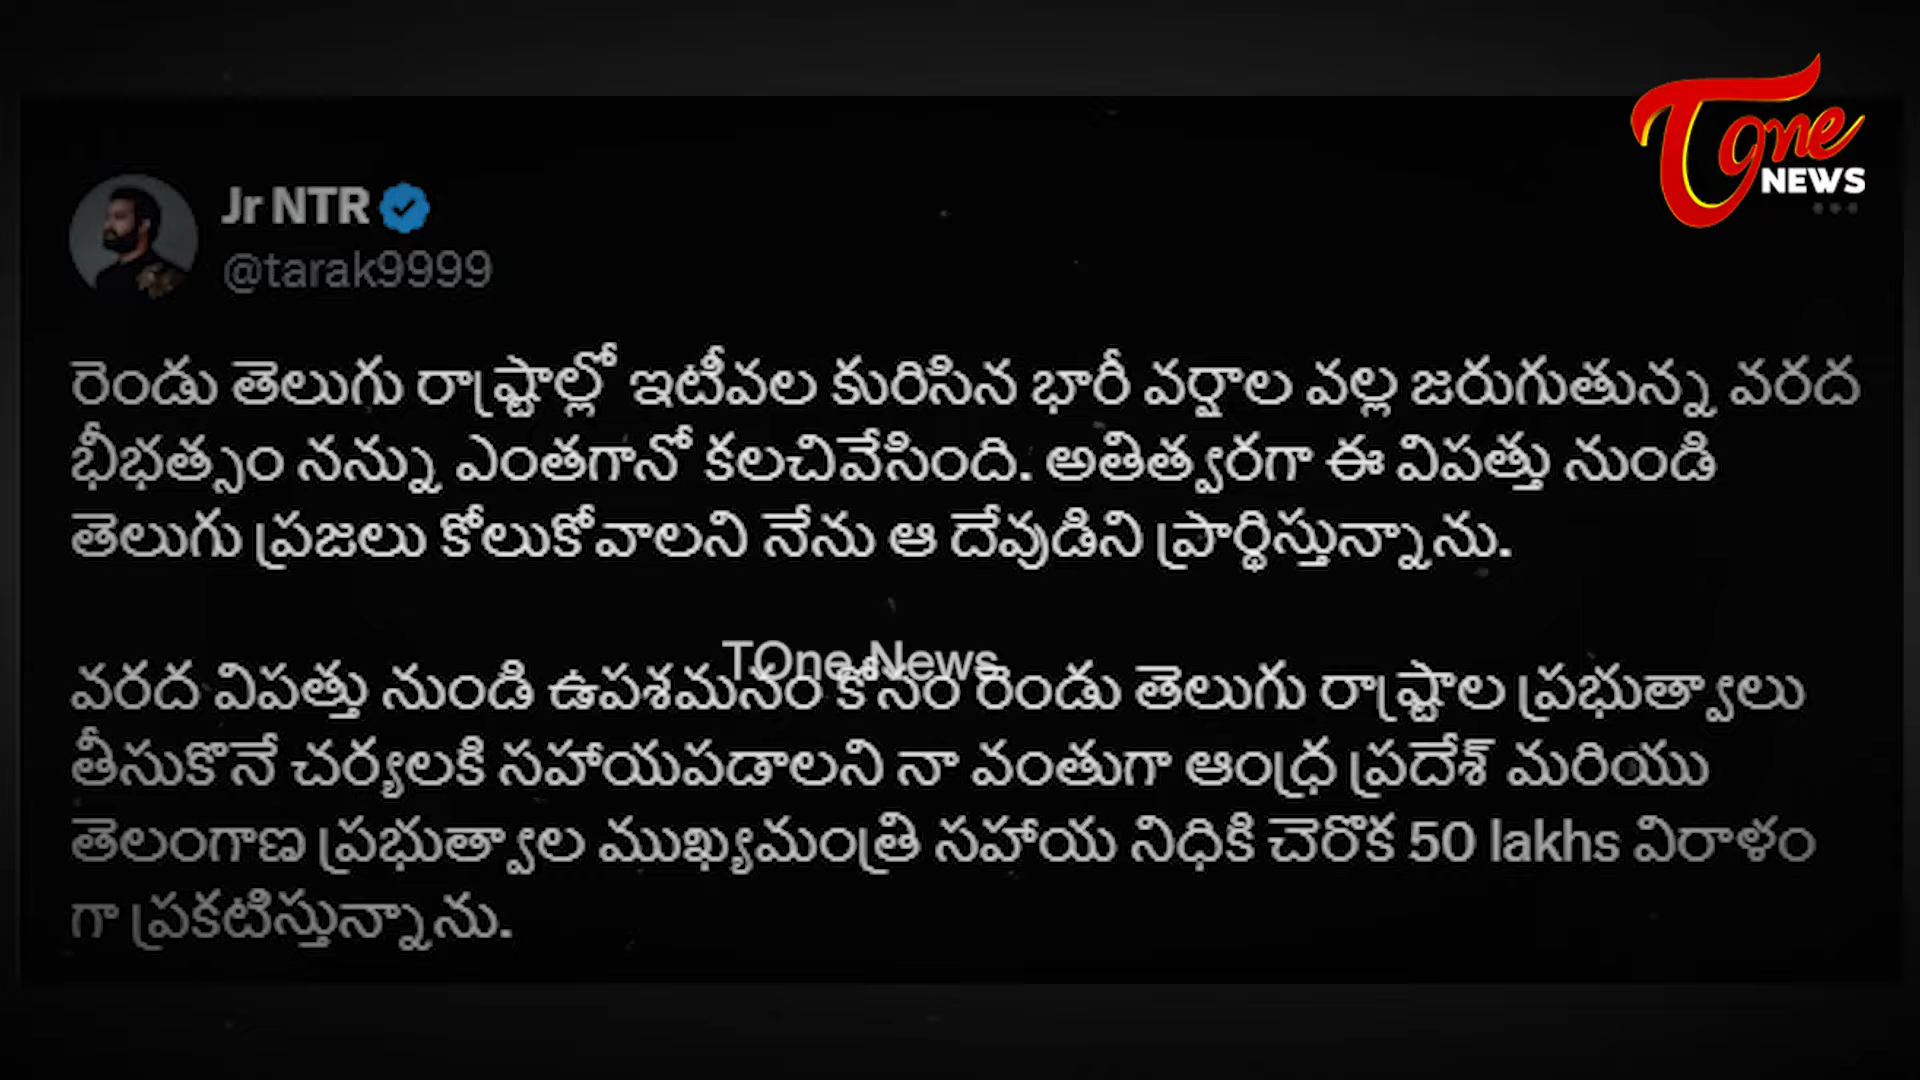 Tone
NEWS
Jr NTR
@tarak9999
రెండు తెలుగు రాష్ట్రాల్లో ఇటీవల కురిసిన భారీ వర్షాల వల్ల జరుగుతున్న వరద
భీభత్సం నన్ను ఎంతగానో కలచివేసింది. అతిత్వరగా ఈ విపత్తు నుండి
తెలుగు ప్రజలు కోలుకోవాలని నేను ఆ దేవుడిని ప్రార్థిస్తున్నాను.
TOne News
వరద విపత్తు నుండి ఉపశమనం కోసం రెండు తెలుగు రాష్ట్రాల ప్రభుత్వాలు
తీసుకొనే చర్యలకి సహాయపడాలని నా వంతుగా ఆంధ్ర ప్రదేశ్ మరియు
తెలంగాణ ప్రభుత్వాల ముఖ్యమంత్రి సహాయ నిధికి చెరొక 50 lakhs విరాళం
గా ప్రకటిస్తున్నాను.